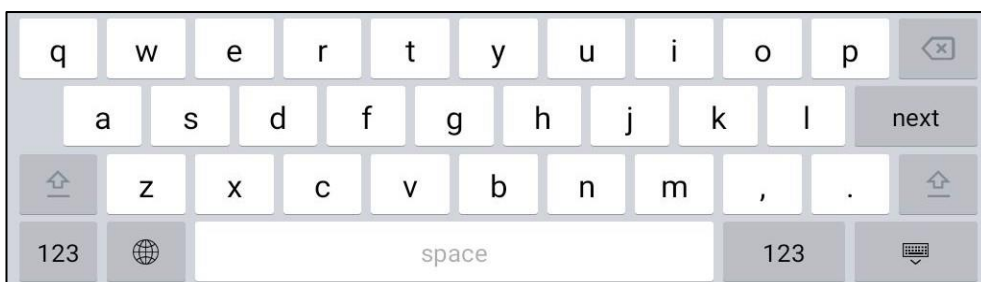 q w e r t y u i o p
a s d f g h j k l next
z x c v b n m , .
123 space 123